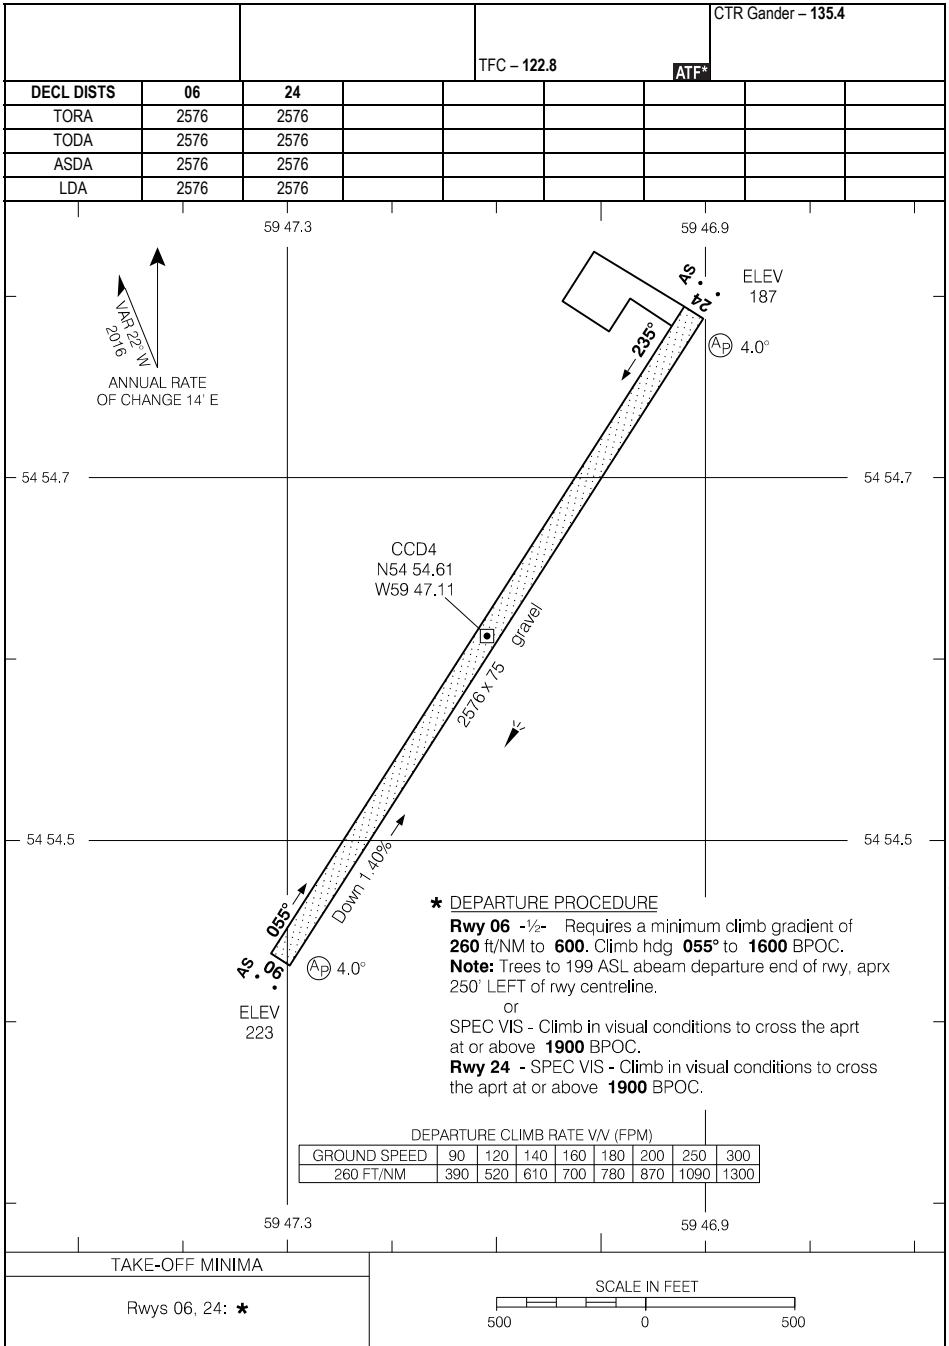 CTR Gander – 135.4
TFC – 122.8
ATF*
DECL DISTS 06 24
TORA 2576 2576
TODA 2576 2576
ASDA 2576 2576
LDA 2576 2576
59 47.3 59 46.9
VAR 22° W
2016
ANNUAL RATE
OF CHANGE 14' E
AS
24
ELEV
187
235°
AP 4.0°
54 54.7 54 54.7
CCD4
N54 54.61
W59 47.11
gravel
2576 x 75
54 54.5 54 54.5
Down 1.40%
055°
AS
06
AP 4.0°
ELEV
223
* DEPARTURE PROCEDURE
Rwy 06 -½- Requires a minimum climb gradient of
260 ft/NM to 600. Climb hdg 055° to 1600 BPOC.
Note: Trees to 199 ASL abeam departure end of rwy, aprx
250' LEFT of rwy centreline.
or
SPEC VIS - Climb in visual conditions to cross the aprt
at or above 1900 BPOC.
Rwy 24 - SPEC VIS - Climb in visual conditions to cross
the aprt at or above 1900 BPOC.
DEPARTURE CLIMB RATE V/V (FPM)
GROUND SPEED 90 120 140 160 180 200 250 300
260 FT/NM 390 520 610 700 780 870 1090 1300
59 47.3 59 46.9
TAKE-OFF MINIMA
Rwys 06, 24: *
SCALE IN FEET
500 0 500